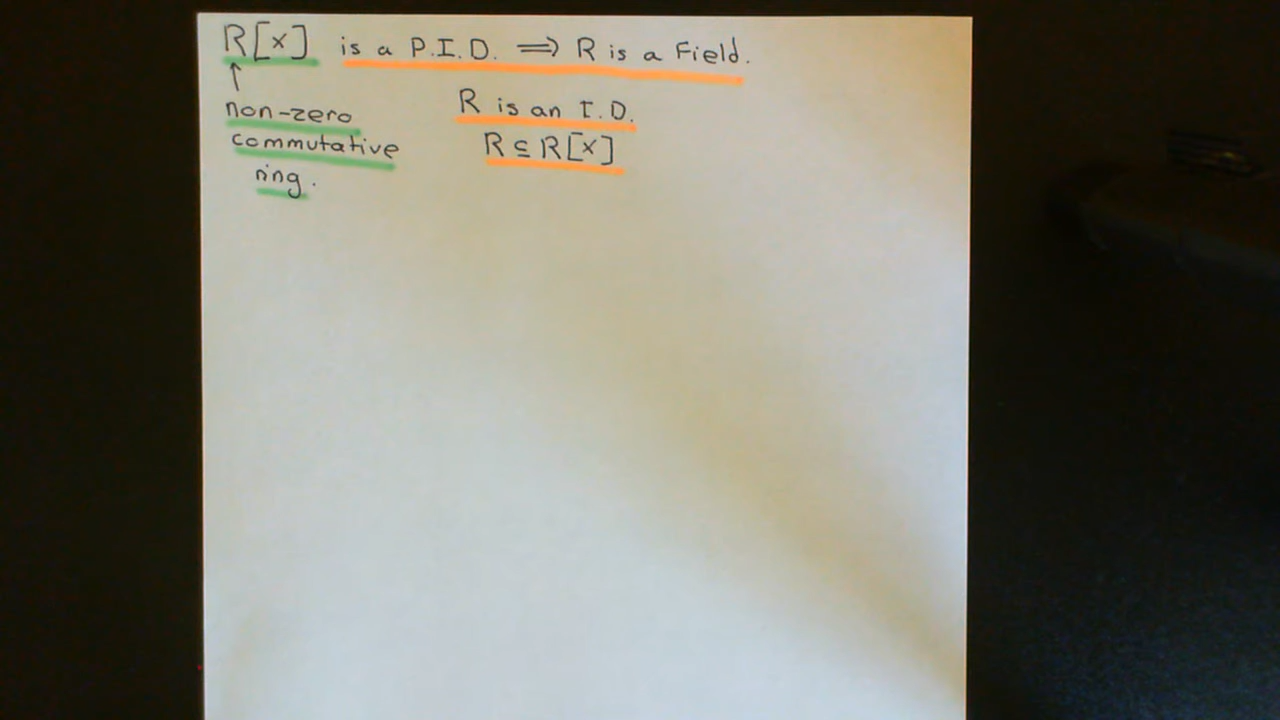 R[x] is a P.I.D. ⟹ R is a Field.
↑
non-zero
commutative
ring.
R is an I.D.
R ⊆ R[x]